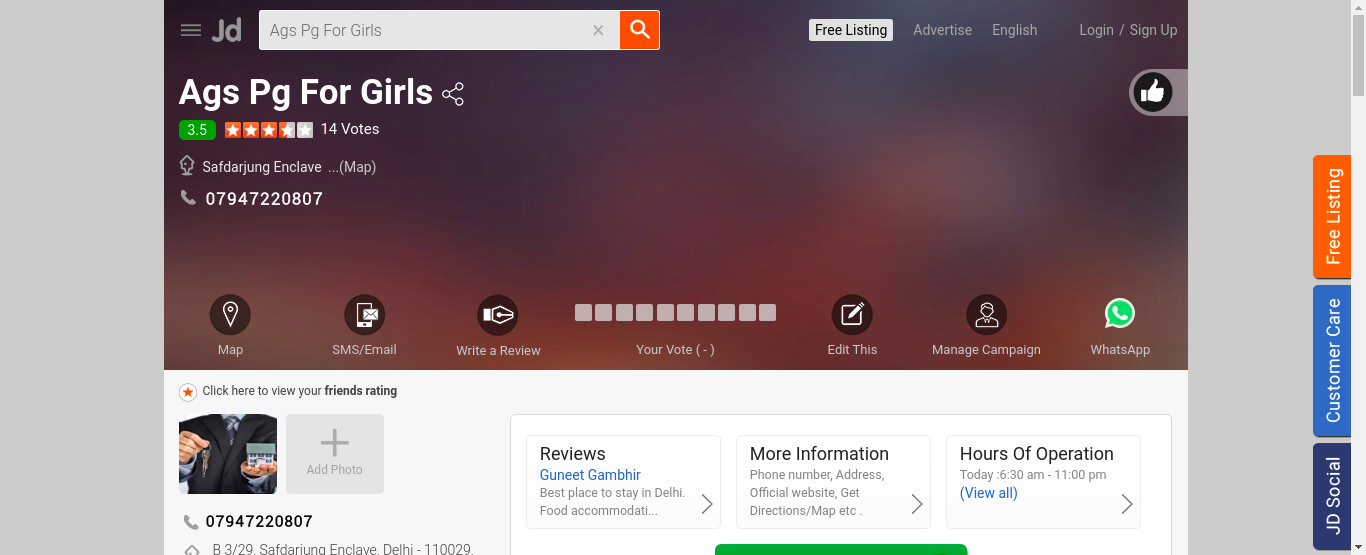 Jd
Ags Pg For Girls
Free Listing
Advertise
English
Login / Sign Up
Ags Pg For Girls
3.5
14 Votes
Safdarjung Enclave ...(Map)
07947220807
Map
SMS/Email
Write a Review
Your Vote ( - )
Edit This
Manage Campaign
WhatsApp
Click here to view your friends rating
Add Photo
07947220807
B 3/29, Safdarjung Enclave, Delhi - 110029,
Reviews
Guneet Gambhir
Best place to stay in Delhi.
Food accommodati...
More Information
Phone number, Address,
Official website, Get
Directions/Map etc .
Hours Of Operation
Today :6:30 am - 11:00 pm
(View all)
Free Listing
Customer Care
JD Social